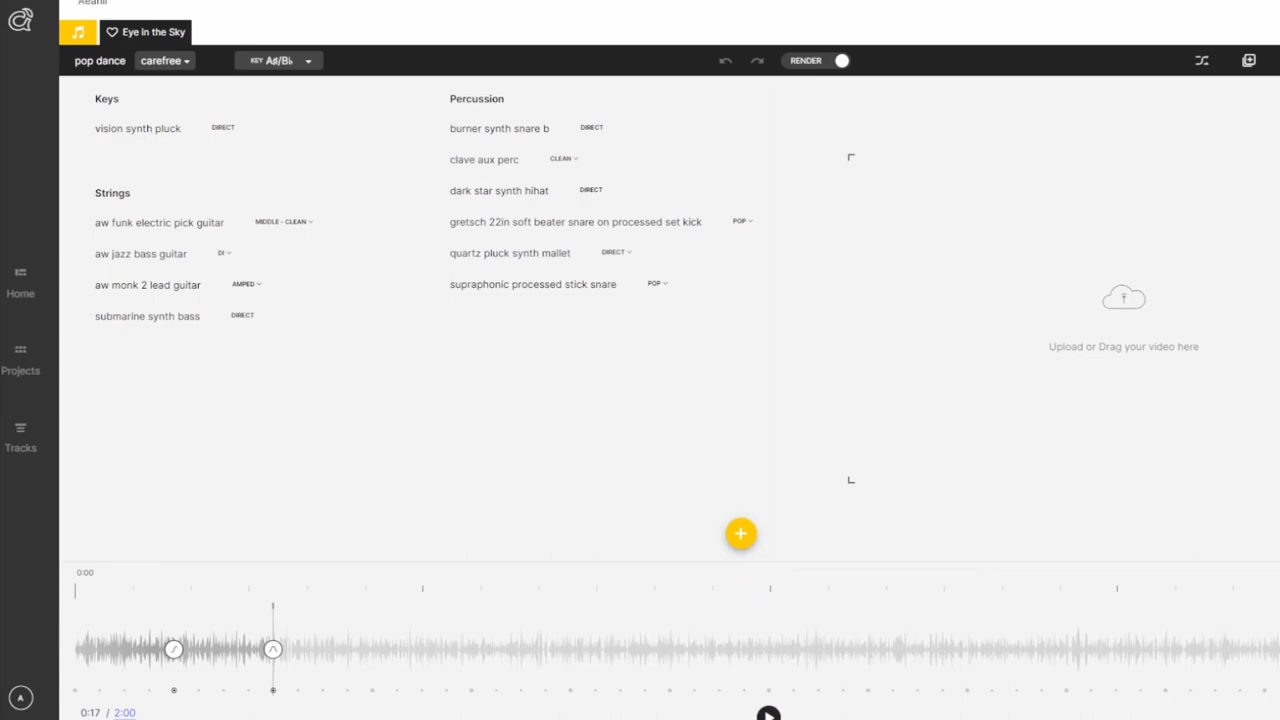 Eye in the Sky
pop dance carefree KEY A♯/B♭ RENDER
Keys
vision synth pluck DIRECT
Strings
aw funk electric pick guitar MIDDLE - CLEAN
aw jazz bass guitar DI
aw monk 2 lead guitar AMPED
submarine synth bass DIRECT
Percussion
burner synth snare b DIRECT
clave aux perc CLEAN
dark star synth hihat DIRECT
gretsch 22in soft beater snare on processed set kick POP
quartz pluck synth mallet DIRECT
supraphonic processed stick snare POP
Upload or Drag your video here
Home
Projects
Tracks
A
0:00
0:17 / 2:00